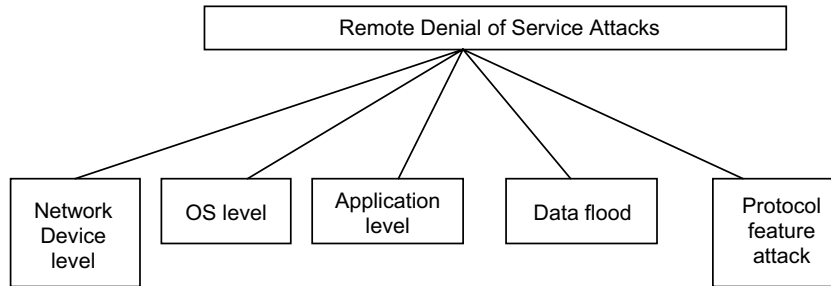 Remote Denial of Service Attacks
Network
Device
level
OS level
Application
level
Data flood
Protocol
feature
attack